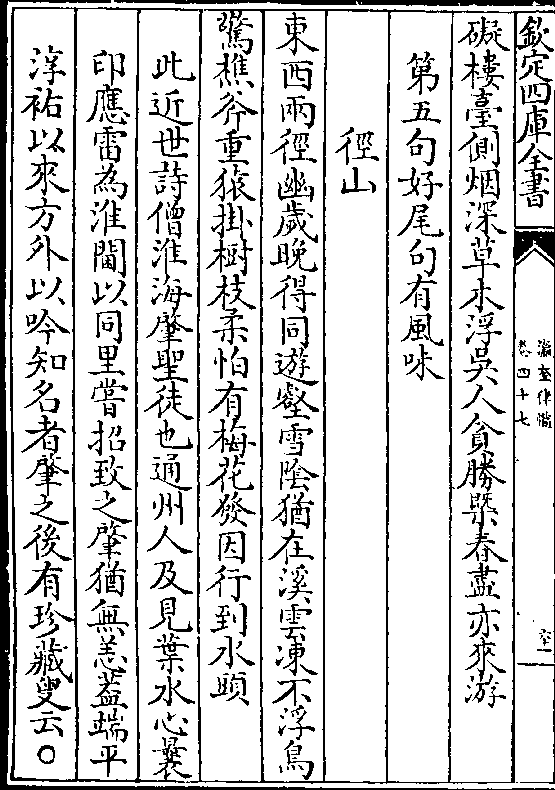 欽定四庫全書
瀛奎律髓
卷四十七
六十二
礙樓臺側烟深草木浮吳人貪勝槩春盡亦來游
第五句好尾句有風味
徑山
東西兩徑幽歲晚得同遊壑雪陰猶在溪雲凍不浮鳥
驚樵斧重猿掛樹枝柔怕有梅花發因行到水頭
此近世詩僧淮海肇聖徒也通州人及見葉水心曩
印應雷為淮閫以同里嘗招致之肇猶無恙葢端平
淳祐以來方外以吟知名者肇之後有珍藏叟云○